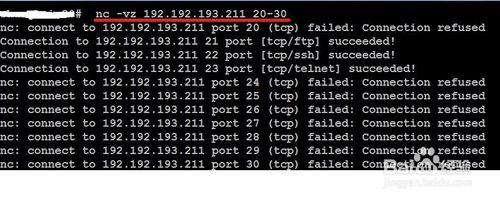 # nc -vz 192.192.193.211 20-30
nc: connect to 192.192.193.211 port 20 (tcp) failed: Connection refused
Connection to 192.192.193.211 21 port [tcp/ftp] succeeded!
Connection to 192.192.193.211 22 port [tcp/ssh] succeeded!
Connection to 192.192.193.211 23 port [tcp/telnet] succeeded!
nc: connect to 192.192.193.211 port 24 (tcp) failed: Connection refused
nc: connect to 192.192.193.211 port 25 (tcp) failed: Connection refused
nc: connect to 192.192.193.211 port 26 (tcp) failed: Connection refused
nc: connect to 192.192.193.211 port 27 (tcp) failed: Connection refused
nc: connect to 192.192.193.211 port 28 (tcp) failed: Connection refused
nc: connect to 192.192.193.211 port 29 (tcp) failed: Connection refused
nc: connect to 192.192.193.211 port 30 (tcp) failed: Connection refused
Baidu 经验
jingyan.baidu.com